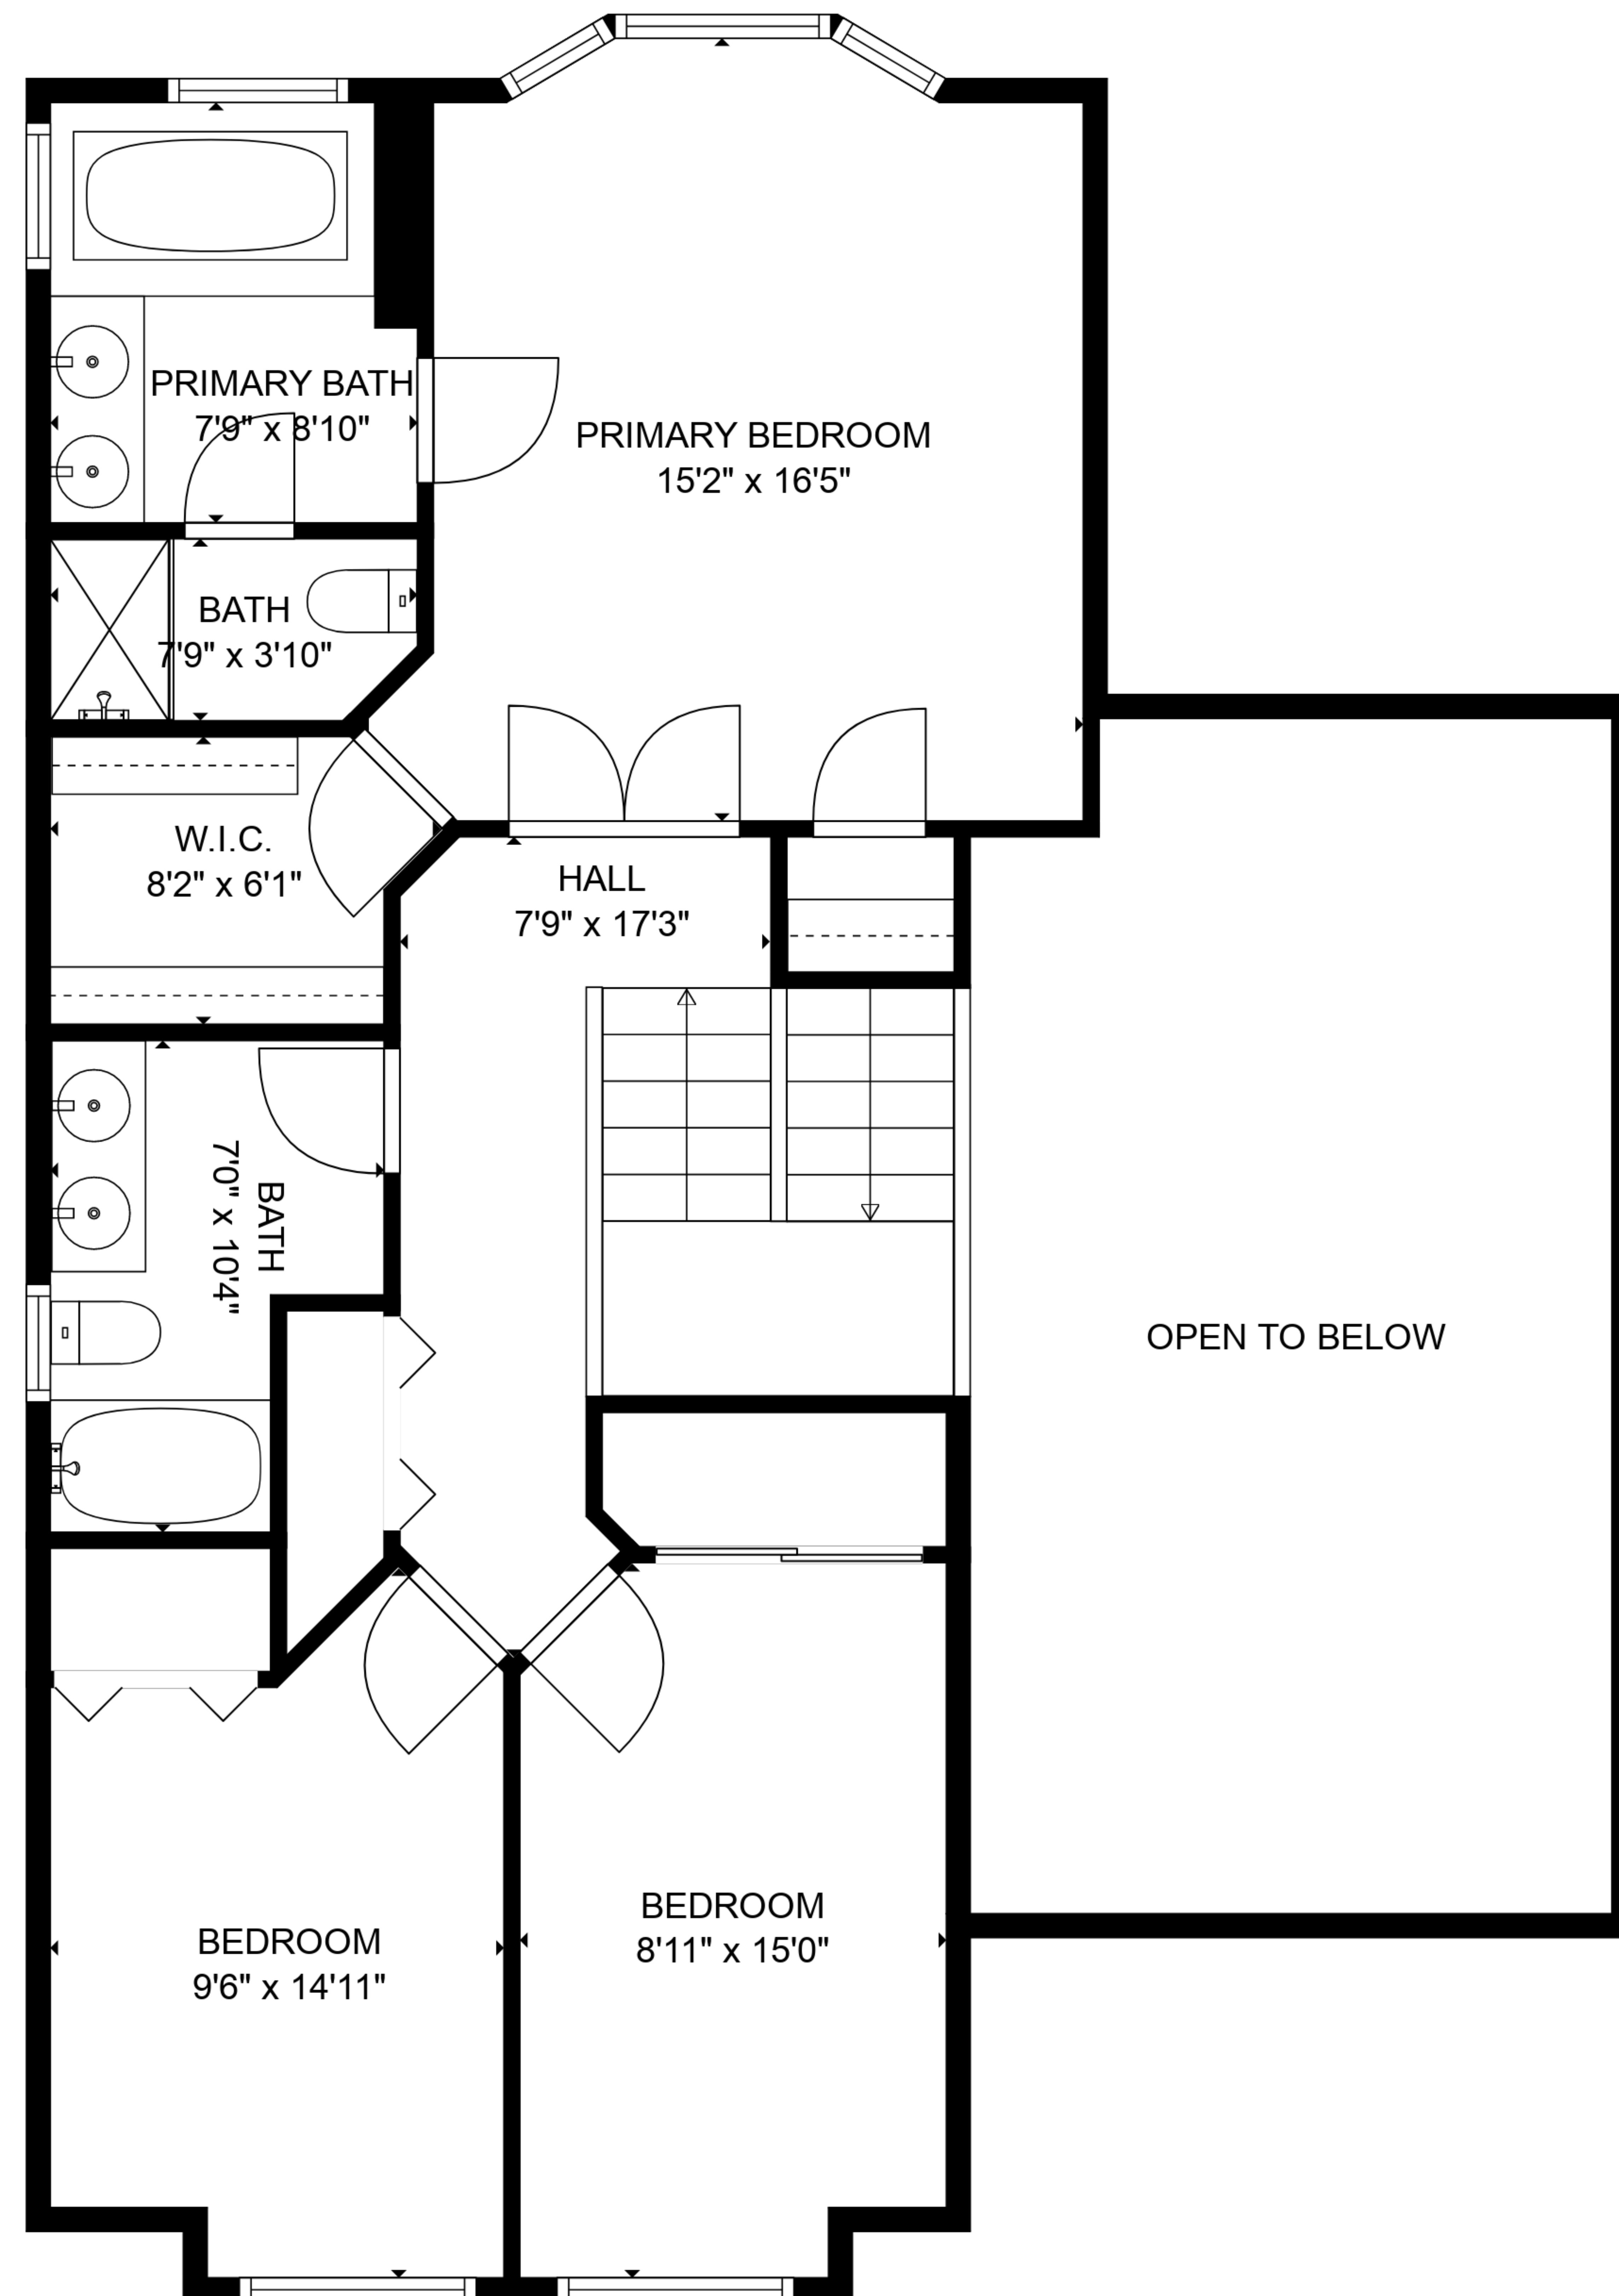 PRIMARY BATH
7'9" x 8'10"
PRIMARY BEDROOM
15'2" x 16'5"
BATH
7'9" x 3'10"
W.I.C.
8'2" x 6'1"
HALL
7'9" x 17'3"
BATH
7'0" x 10'4"
OPEN TO BELOW
BEDROOM
9'6" x 14'11"
BEDROOM
8'11" x 15'0"